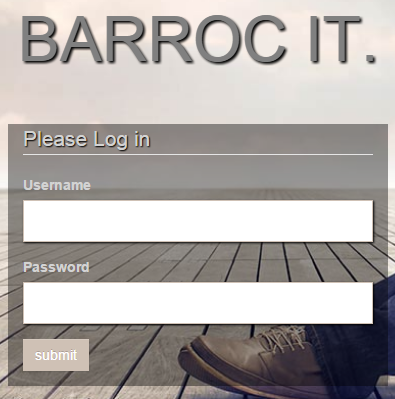 BARROC IT.
Please Log in
Username
Password
submit